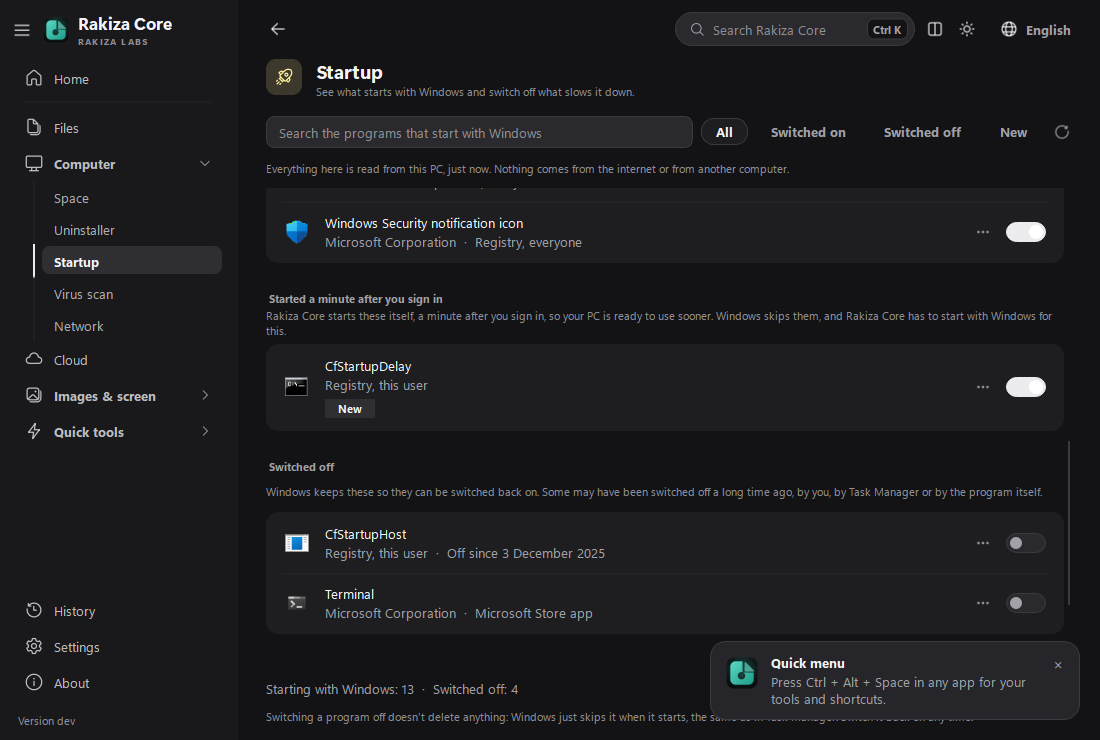 Rakiza Core
RAKIZA LABS
Search Rakiza Core
Ctrl K
English
Home
Files
Computer
Space
Uninstaller
Startup
Virus scan
Network
Cloud
Images & screen
Quick tools
History
Settings
About
Version dev
Startup
See what starts with Windows and switch off what slows it down.
Search the programs that start with Windows
All
Switched on
Switched off
New
Everything here is read from this PC, just now. Nothing comes from the internet or from another computer.
Windows Security notification icon
Microsoft Corporation · Registry, everyone
Started a minute after you sign in
Rakiza Core starts these itself, a minute after you sign in, so your PC is ready to use sooner. Windows skips them, and Rakiza Core has to start with Windows for
this.
CfStartupDelay
Registry, this user
New
Switched off
Windows keeps these so they can be switched back on. Some may have been switched off a long time ago, by you, by Task Manager or by the program itself.
CfStartupHost
Registry, this user · Off since 3 December 2025
Terminal
Microsoft Corporation · Microsoft Store app
Starting with Windows: 13 · Switched off: 4
Switching a program off doesn't delete anything: Windows just skips it when it starts, the
Quick menu
Press Ctrl + Alt + Space in any app for your
tools and shortcuts.